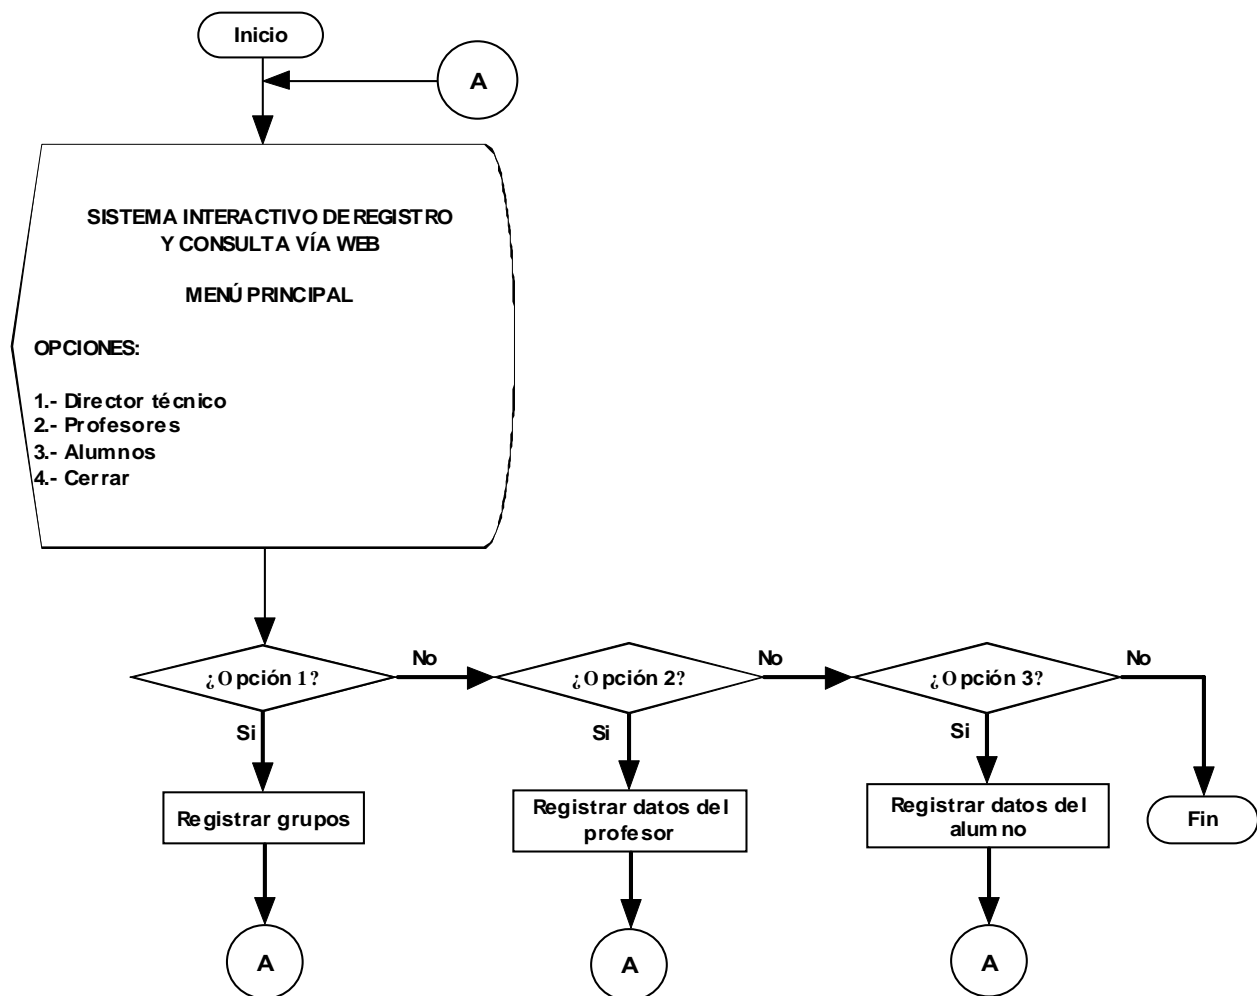 Inicio
A
SISTEMA INTERACTIVO DE REGISTRO
Y CONSULTA VÍA WEB
MENÚ PRINCIPAL
OPCIONES:
1.- Director técnico
2.- Profesores
3.- Alumnos
4.- Cerrar
¿Opción 1?
No
¿Opción 2?
No
¿Opción 3?
No
Si
Si
Si
Registrar grupos
Registrar datos del
profesor
Registrar datos del
alumno
Fin
A
A
A